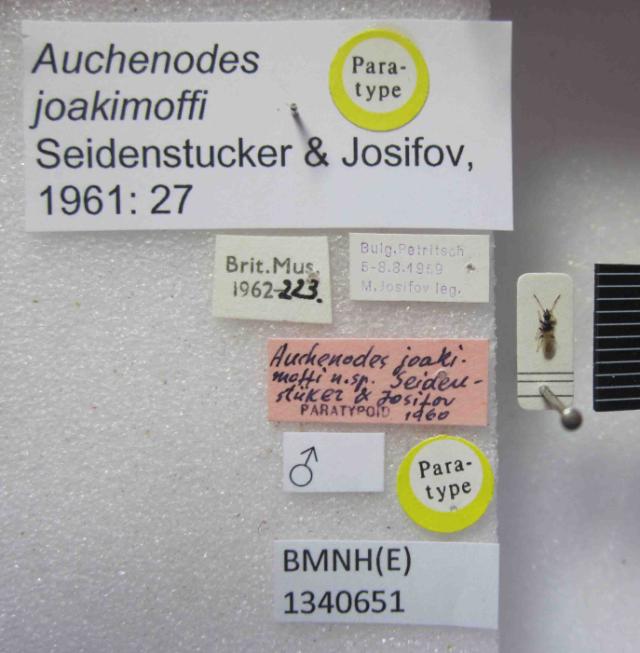 Auchenodes
joakimoffi
Seidenstucker & Josifov,
1961: 27
Para-
type
Brit.Mus.
1962-223.
Bulg.Petritsch
5-8.8.1959
M.Josifov leg.
Auchenodes joaki-
moffi n.sp. Seiden-
stüker & Josifov
PARATYPOID 1960
♂
Para-
type
BMNH(E)
1340651